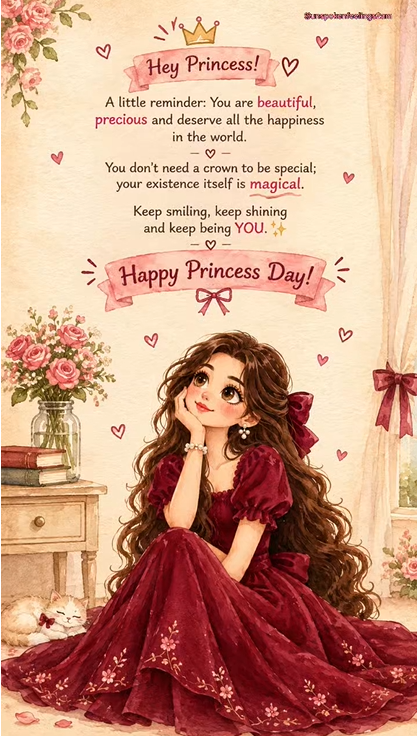 @unspokenfeelingsfam
Hey Princess!
A little reminder: You are beautiful,
precious and deserve all the happiness
in the world.
You don't need a crown to be special;
your existence itself is magical.
Keep smiling, keep shining
and keep being YOU.
Happy Princess Day!